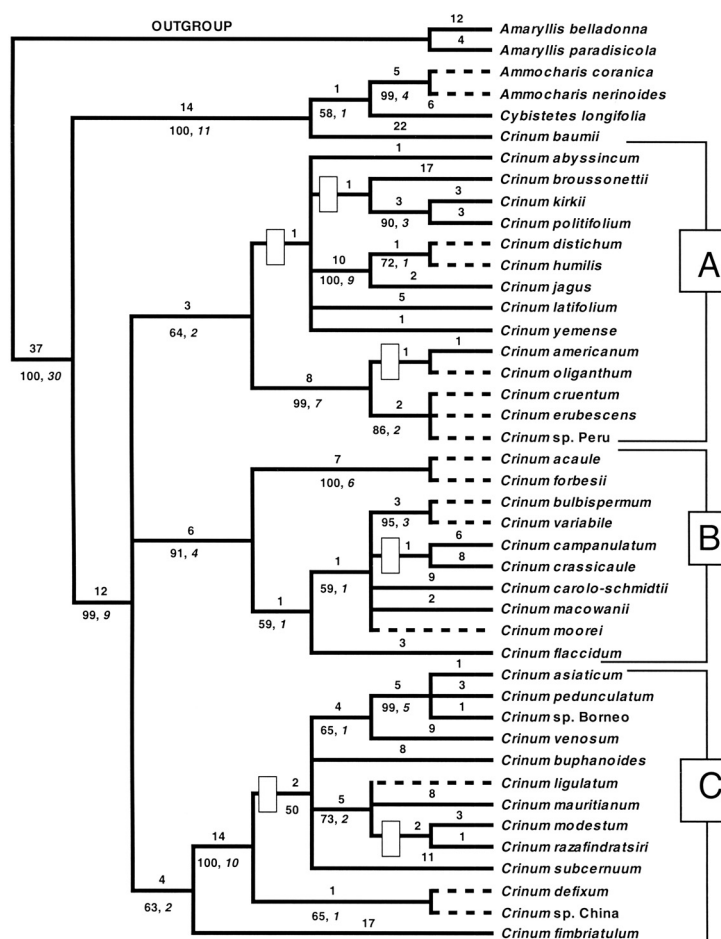 OUTGROUP
12
Amaryllis belladonna
4
Amaryllis paradisicola
5
Ammocharis coranica
1
99, 4
Ammocharis nerinoides
14
58, 1
6
Cybistetes longifolia
100, 11
22
Crinum baumii
1
Crinum abyssincum
17
Crinum broussonettii
1
3
3
Crinum kirkii
90, 3
3
Crinum politifolium
1
1
Crinum distichum
10
72, 1
Crinum humilis
100, 9
2
Crinum jagus
A
5
Crinum latifolium
3
1
Crinum yemense
64, 2
37
1
1
Crinum americanum
100, 30
8
Crinum oliganthum
99, 7
2
Crinum cruentum
Crinum erubescens
86, 2
Crinum sp. Peru
7
Crinum acaule
100, 6
Crinum forbesii
3
Crinum bulbispermum
95, 3
Crinum variabile
6
1
6
Crinum campanulatum
B
91, 4
1
8
Crinum crassicaule
59, 1
9
Crinum carolo-schmidtii
12
1
2
Crinum macowanii
99, 9
59, 1
Crinum moorei
3
Crinum flaccidum
1
Crinum asiaticum
5
3
Crinum pedunculatum
4
99, 5
1
Crinum sp. Borneo
65, 1
9
Crinum venosum
8
Crinum buphanoides
2
Crinum ligulatum
C
50
5
8
Crinum mauritianum
73, 2
2
3
Crinum modestum
14
1
Crinum razafindratsiri
100, 10
11
Crinum subcernuum
4
1
Crinum defixum
63, 2
65, 1
Crinum sp. China
17
Crinum fimbriatulum